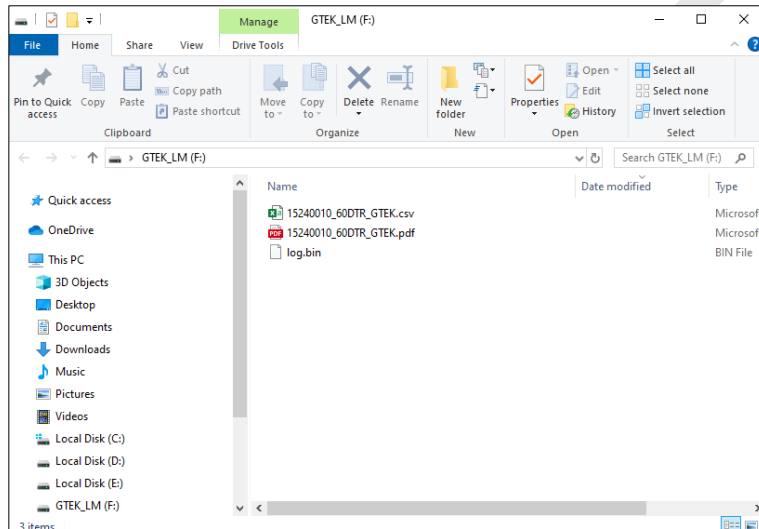 Manage
GTEK_LM (F:)
File
Home
Share
View
Drive Tools
Pin to Quick access
Copy
Paste
Cut
Copy path
Paste shortcut
Clipboard
Move to
Copy to
Delete
Rename
Organize
New folder
New
Properties
Open
Edit
History
Open
Select all
Select none
Invert selection
Select
GTEK_LM (F:)
Search GTEK_LM (F:)
Name
Date modified
Type
15240010_60DTR_GTEK.csv
Microsof
15240010_60DTR_GTEK.pdf
Microsof
log.bin
BIN File
Quick access
OneDrive
This PC
3D Objects
Desktop
Documents
Downloads
Music
Pictures
Videos
Local Disk (C:)
Local Disk (D:)
Local Disk (E:)
GTEK_LM (F:)
3 items